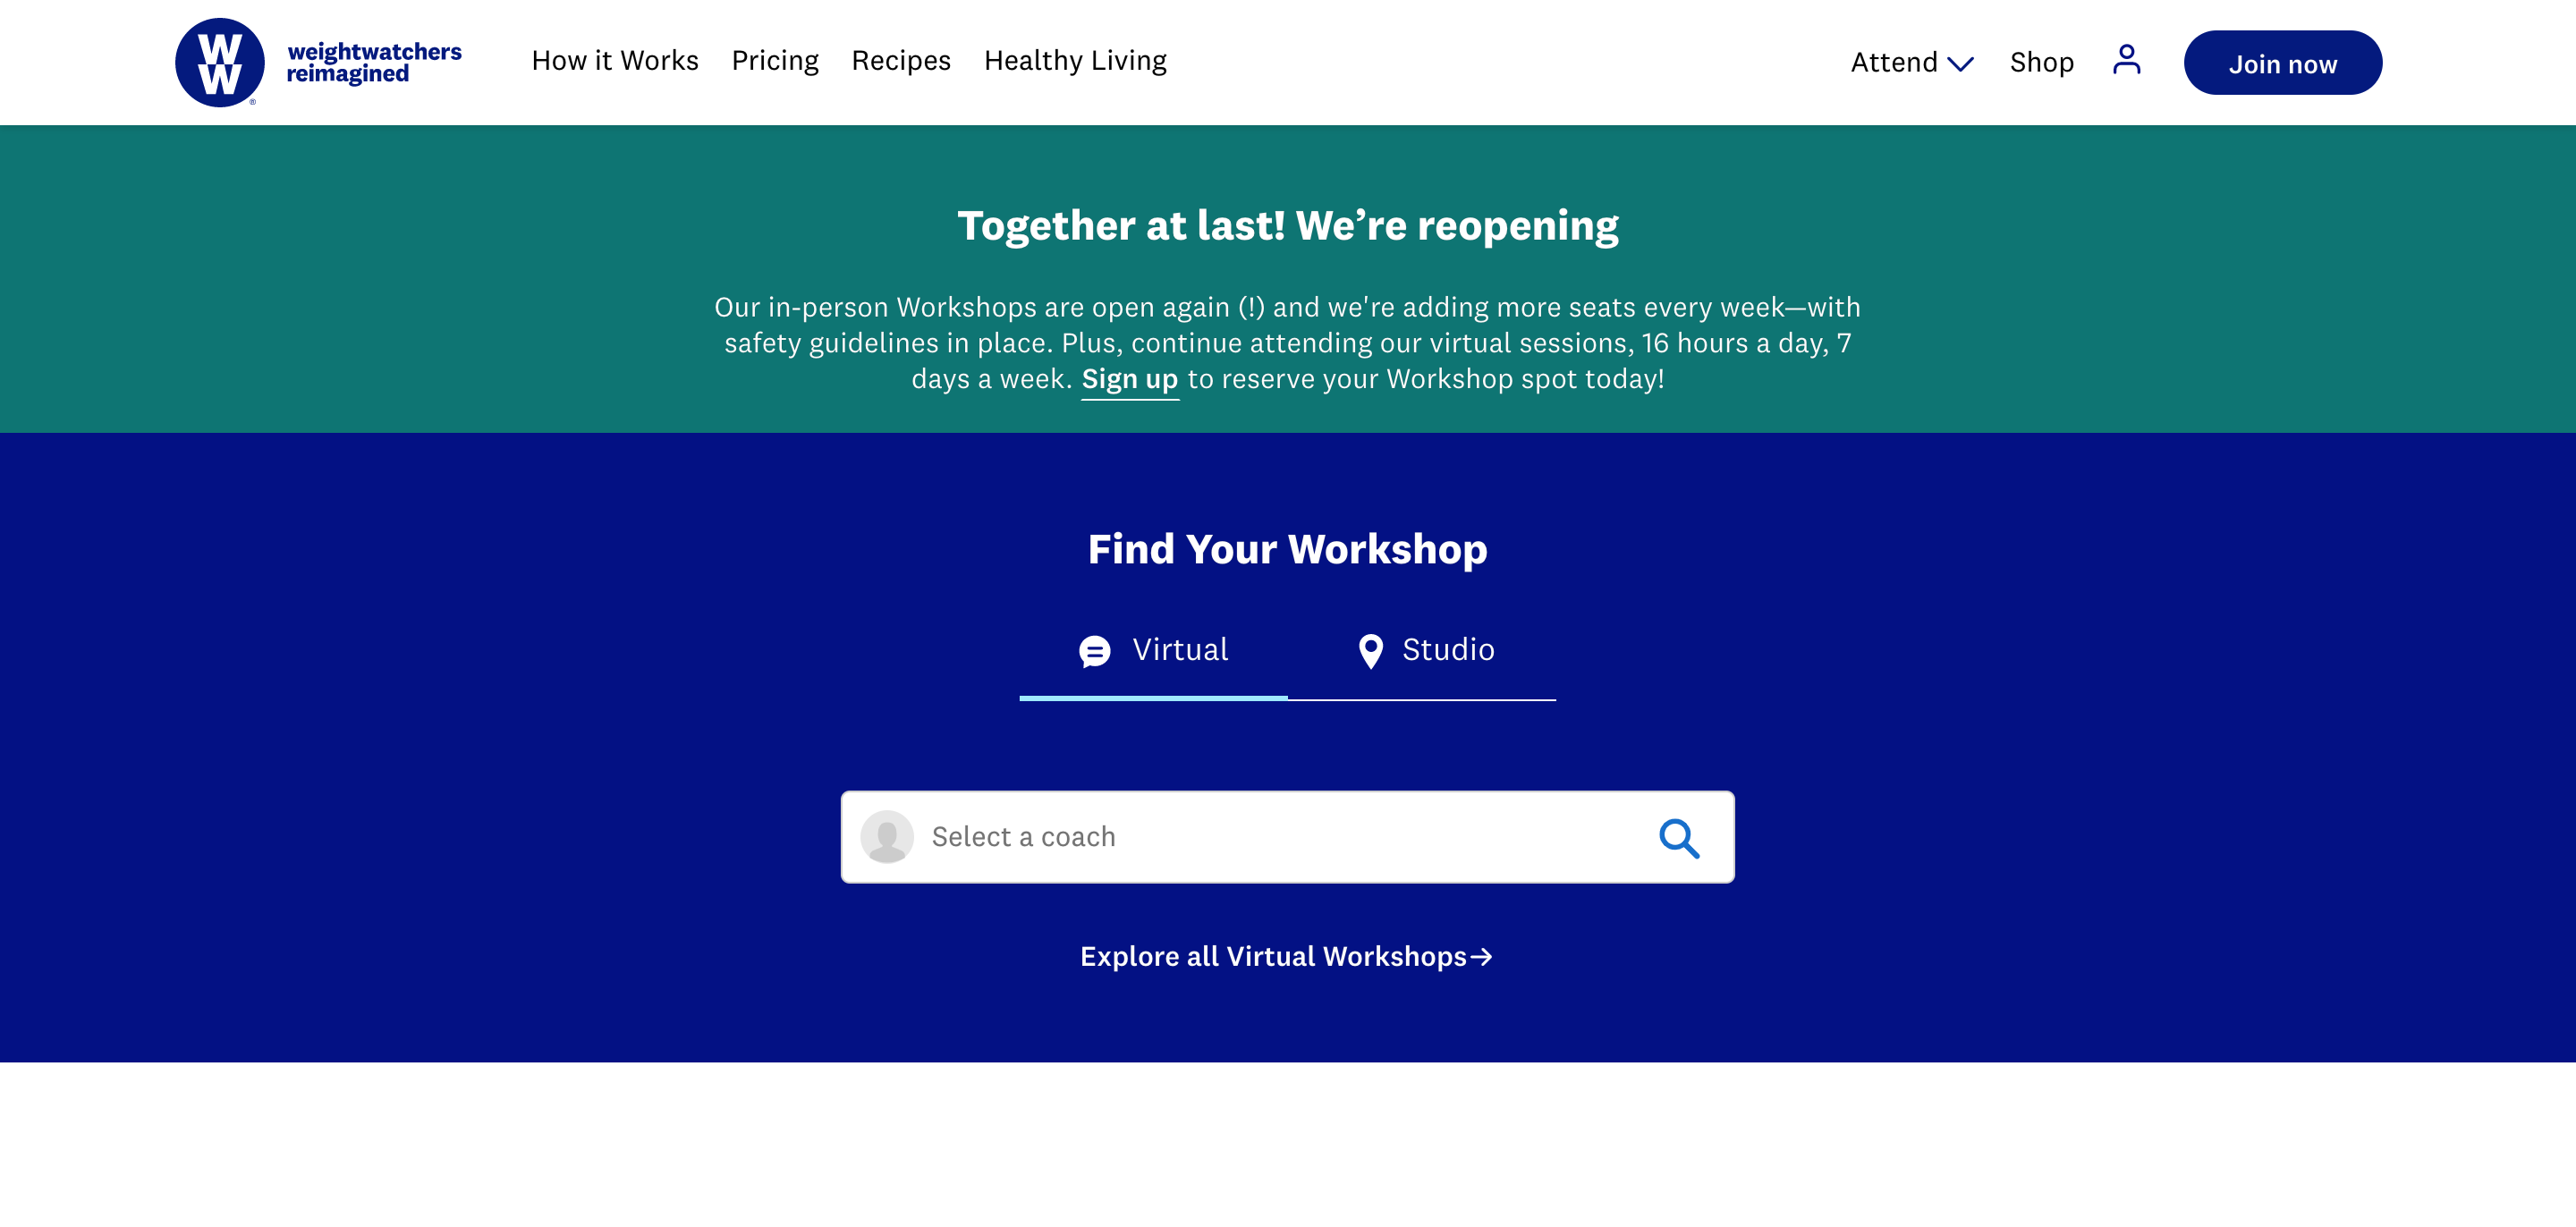 W
W
®
weightwatchers
reimagined
How it Works
Pricing
Recipes
Healthy Living
Attend
Shop
Join now
Together at last! We’re reopening
Our in-person Workshops are open again (!) and we're adding more seats every week—with
safety guidelines in place. Plus, continue attending our virtual sessions, 16 hours a day, 7
days a week. Sign up to reserve your Workshop spot today!
Find Your Workshop
Virtual
Studio
Select a coach
Explore all Virtual Workshops→